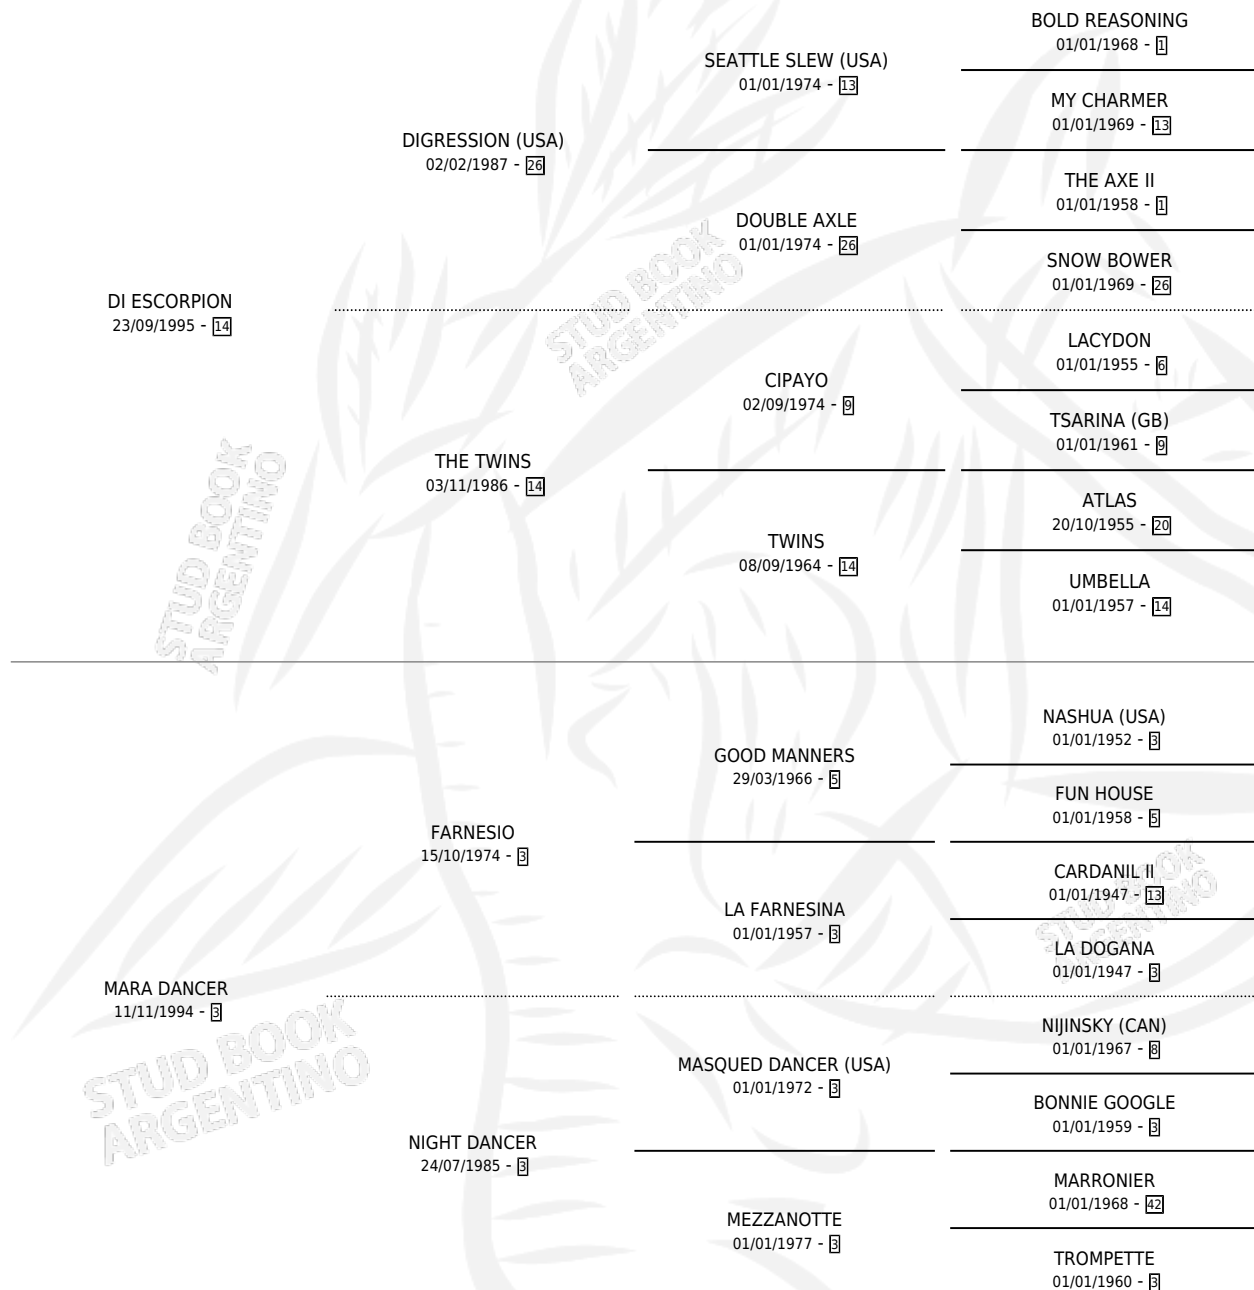 BOLD REASONING
01/01/1968 - 1
SEATTLE SLEW (USA)
01/01/1974 - 13
MY CHARMER
01/01/1969 - 13
DIGRESSION (USA)
02/02/1987 - 26
THE AXE II
01/01/1958 - 1
DOUBLE AXLE
01/01/1974 - 26
SNOW BOWER
01/01/1969 - 26
DI ESCORPION
23/09/1995 - 14
LACYDON
01/01/1955 - 6
CIPAYO
02/09/1974 - 9
TSARINA (GB)
01/01/1961 - 9
THE TWINS
03/11/1986 - 14
ATLAS
20/10/1955 - 20
TWINS
08/09/1964 - 14
UMBELLA
01/01/1957 - 14
NASHUA (USA)
01/01/1952 - 3
GOOD MANNERS
29/03/1966 - 5
FUN HOUSE
01/01/1958 - 5
FARNESIO
15/10/1974 - 3
CARDANIL II
01/01/1947 - 13
LA FARNESINA
01/01/1957 - 3
LA DOGANA
01/01/1947 - 3
MARA DANCER
11/11/1994 - 3
NIJINSKY (CAN)
01/01/1967 - 8
MASQUED DANCER (USA)
01/01/1972 - 3
BONNIE GOOGLE
01/01/1959 - 3
NIGHT DANCER
24/07/1985 - 3
MARRONIER
01/01/1968 - 42
MEZZANOTTE
01/01/1977 - 3
TROMPETTE
01/01/1960 - 3
STUD BOOK
ARGENTINO
STUD BOOK
ARGENTINO
STUD BOOK
ARGENTINO
STUD BOOK
ARGENTINO